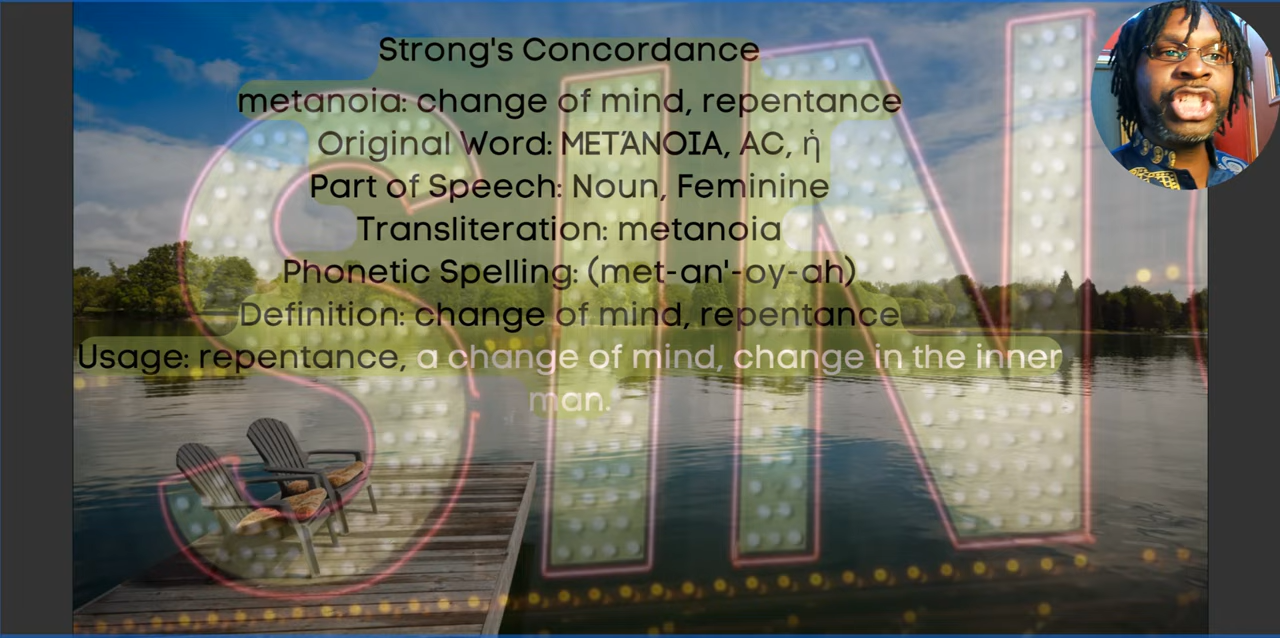 Strong's Concordance
metanoia: change of mind, repentance
Original Word: ΜΕΤΆΝΟΙΑ, ΑΣ, ἡ
Part of Speech: Noun, Feminine
Transliteration: metanoia
Phonetic Spelling: (met-an'-oy-ah)
Definition: change of mind, repentance
Usage: repentance, a change of mind, change in the inner
man.
SIN